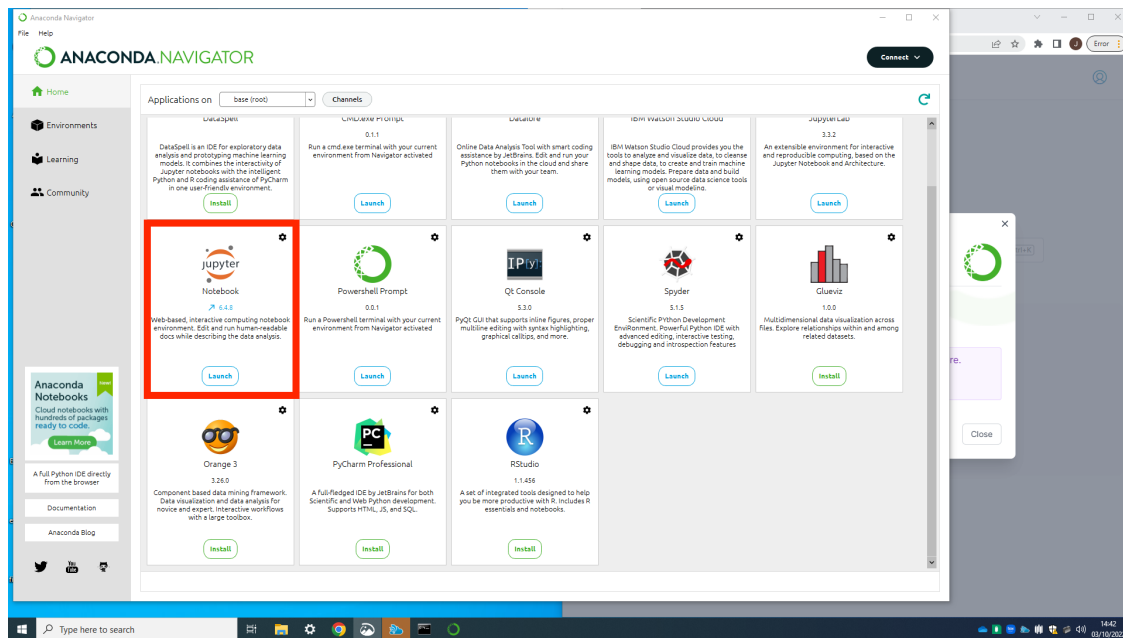 Anaconda Navigator
File Help
ANACONDA.NAVIGATOR
Connect
Home
Environments
Learning
Community
Applications on base (root) Channels
DataSpell
DataSpell is an IDE for exploratory data
analysis and prototyping machine learning
models. It combines the interactivity of
Jupyter notebooks with the intelligent
Python and R coding assistance of PyCharm
in one user-friendly environment.
Install
CMD.exe Prompt
0.1.1
Run a cmd.exe terminal with your current
environment from Navigator activated
Launch
Datalore
Online Data Analysis Tool with smart coding
assistance by JetBrains. Edit and run your
Python notebooks in the cloud and share
them with your team.
Launch
IBM Watson Studio Cloud
IBM Watson Studio Cloud provides you the
tools to analyze and visualize data, to cleanse
and shape data, to create and train machine
learning models. Prepare data and build
models, using open source data science tools
or visual modeling.
Launch
JupyterLab
3.3.2
An extensible environment for interactive
and reproducible computing, based on the
Jupyter Notebook and Architecture.
Launch
jupyter
Notebook
6.4.8
Web-based, interactive computing notebook
environment. Edit and run human-readable
docs while describing the data analysis.
Launch
Powershell Prompt
0.0.1
Run a Powershell terminal with your current
environment from Navigator activated
Launch
IP[y]
Qt Console
5.3.0
PyQt GUI that supports inline figures, proper
multiline editing with syntax highlighting,
graphical calltips, and more.
Launch
Spyder
5.1.5
Scientific PYthon Development
EnviRonment. Powerful Python IDE with
advanced editing, interactive testing,
debugging and introspection features
Launch
Glueviz
1.0.0
Multidimensional data visualization across
files. Explore relationships within and among
related datasets.
Install
Orange 3
3.26.0
Component based data mining framework.
Data visualization and data analysis for
novice and expert. Interactive workflows
with a large toolbox.
Install
PC
PyCharm Professional
A full-fledged IDE by JetBrains for both
Scientific and Web Python development.
Supports HTML, JS, and SQL.
Install
R
RStudio
1.1.456
A set of integrated tools designed to help
you be more productive with R. Includes R
essentials and notebooks.
Install
Anaconda
Notebooks
Cloud notebooks with
hundreds of packages
ready to code.
Learn More
A full Python IDE directly
from the browser
Documentation
Anaconda Blog
You
Tube
J
Error
re.
Close
Type here to search
14:42